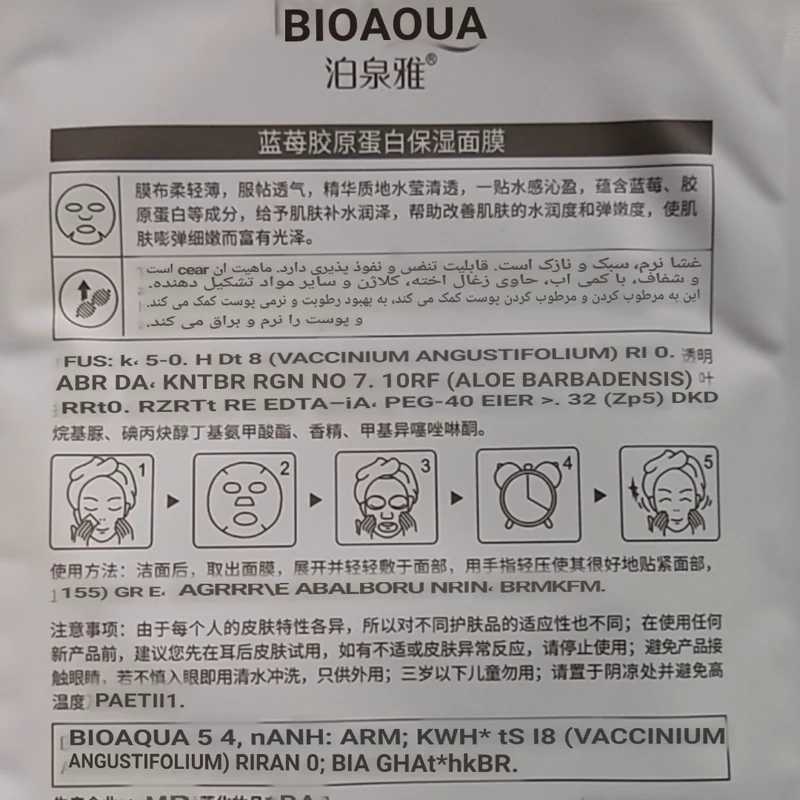 BIOAOUA
泊泉雅®
蓝莓胶原蛋白保湿面膜
膜布柔轻薄，服帖透气，精华质地水莹清透，一贴水感沁盈，蕴含蓝莓、胶
原蛋白等成分，给予肌肤补水润泽，帮助改善肌肤的水润度和弹嫩度，使肌
肤嘭弹细嫩而富有光泽。
غشا نرم، سبک و نازک است. قابلیت تنفس و نفوذ پذیری دارد. ماهیت ان cear است
و شفاف، با کمی اب، حاوی زغال اخته، کلاژن و سایر مواد تشکیل دهنده.
این به مرطوب کردن و مرطوب کردن پوست کمک می کند، به بهبود رطوبت و نرمی پوست کمک می کند.
و پوست را نرم و براق می کند.
FUS: k‹ 5-0. H Dt 8 (VACCINIUM ANGUSTIFOLIUM) RI 0. 透明
ABR DA‹ KNTBR RGN NO 7. 10RF (ALOE BARBADENSIS) 叶
RRt0. RZRTt RE EDTA–iA‹ PEG-40 EIER >. 32 (Zp5) DKD
烷基脲、碘丙炔醇丁基氨甲酸酯、香精、甲基异噻唑啉酮。
1 2 3 4 5
使用方法：洁面后，取出面膜，展开并轻轻敷于面部，用手指轻压使其很好地贴紧面部，
155) GR E‹ AGRRR\E ABALBORU NRIN‹ BRMKFM.
注意事项：由于每个人的皮肤特性各异，所以对不同护肤品的适应性也不同；在使用任何
新产品前，建议您先在耳后皮肤试用，如有不适或皮肤异常反应，请停止使用；避免产品接
触眼睛，若不慎入眼即用清水冲洗，只供外用；三岁以下儿童勿用；请置于阴凉处并避免高
温度 PAETII1.
BIOAQUA 5 4, nANH: ARM; KWH* tS I8 (VACCINIUM
ANGUSTIFOLIUM) RIRAN 0; BIA GHAt*hkBR.